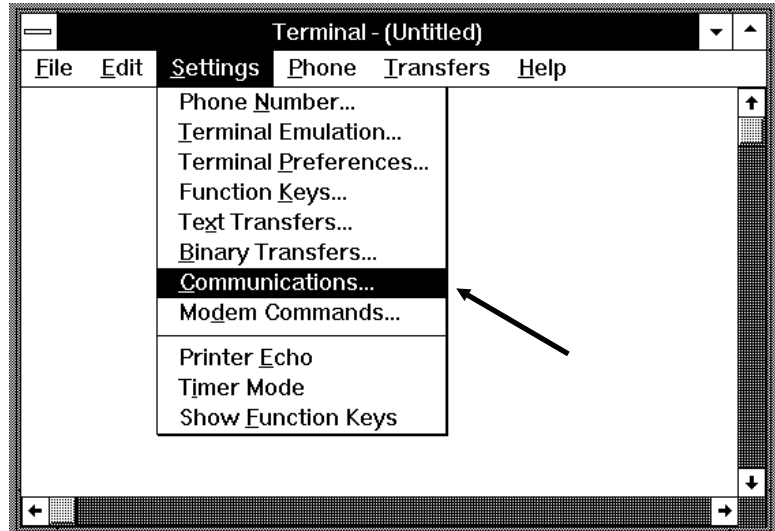 Terminal - (Untitled)
File Edit Settings Phone Transfers Help
Phone Number...
Terminal Emulation...
Terminal Preferences...
Function Keys...
Text Transfers...
Binary Transfers...
Communications...
Modem Commands...
Printer Echo
Timer Mode
Show Function Keys